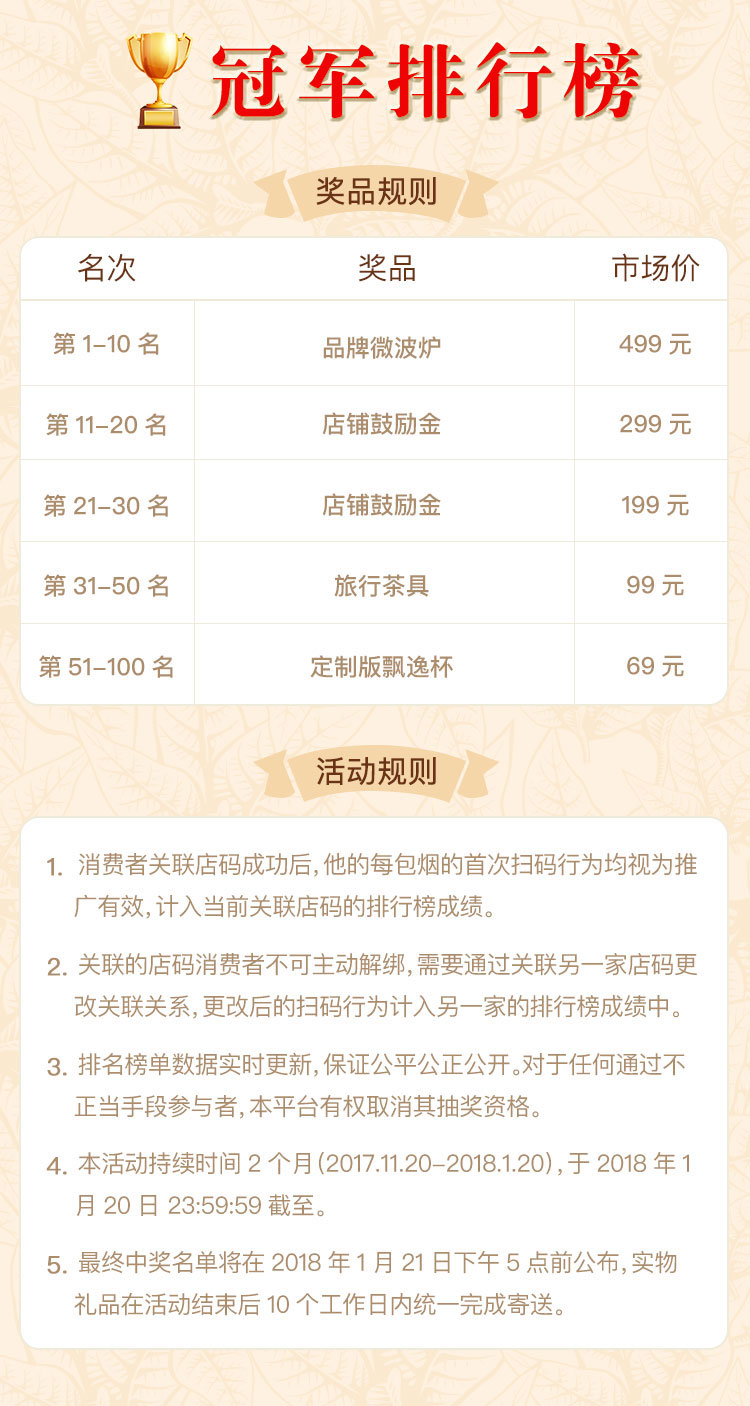 冠军排行榜
奖品规则
名次 奖品 市场价
第 1–10 名 品牌微波炉 499 元
第 11–20 名 店铺鼓励金 299 元
第 21–30 名 店铺鼓励金 199 元
第 31–50 名 旅行茶具 99 元
第 51–100 名 定制版飘逸杯 69 元
活动规则
1. 消费者关联店码成功后,他的每包烟的首次扫码行为均视为推
广有效,计入当前关联店码的排行榜成绩。
2. 关联的店码消费者不可主动解绑,需要通过关联另一家店码更
改关联关系,更改后的扫码行为计入另一家的排行榜成绩中。
3. 排名榜单数据实时更新,保证公平公正公开。对于任何通过不
正当手段参与者,本平台有权取消其抽奖资格。
4. 本活动持续时间 2 个月(2017.11.20–2018.1.20),于 2018 年 1
月 20 日 23:59:59 截至。
5. 最终中奖名单将在 2018 年 1 月 21 日下午 5 点前公布,实物
礼品在活动结束后 10 个工作日内统一完成寄送。